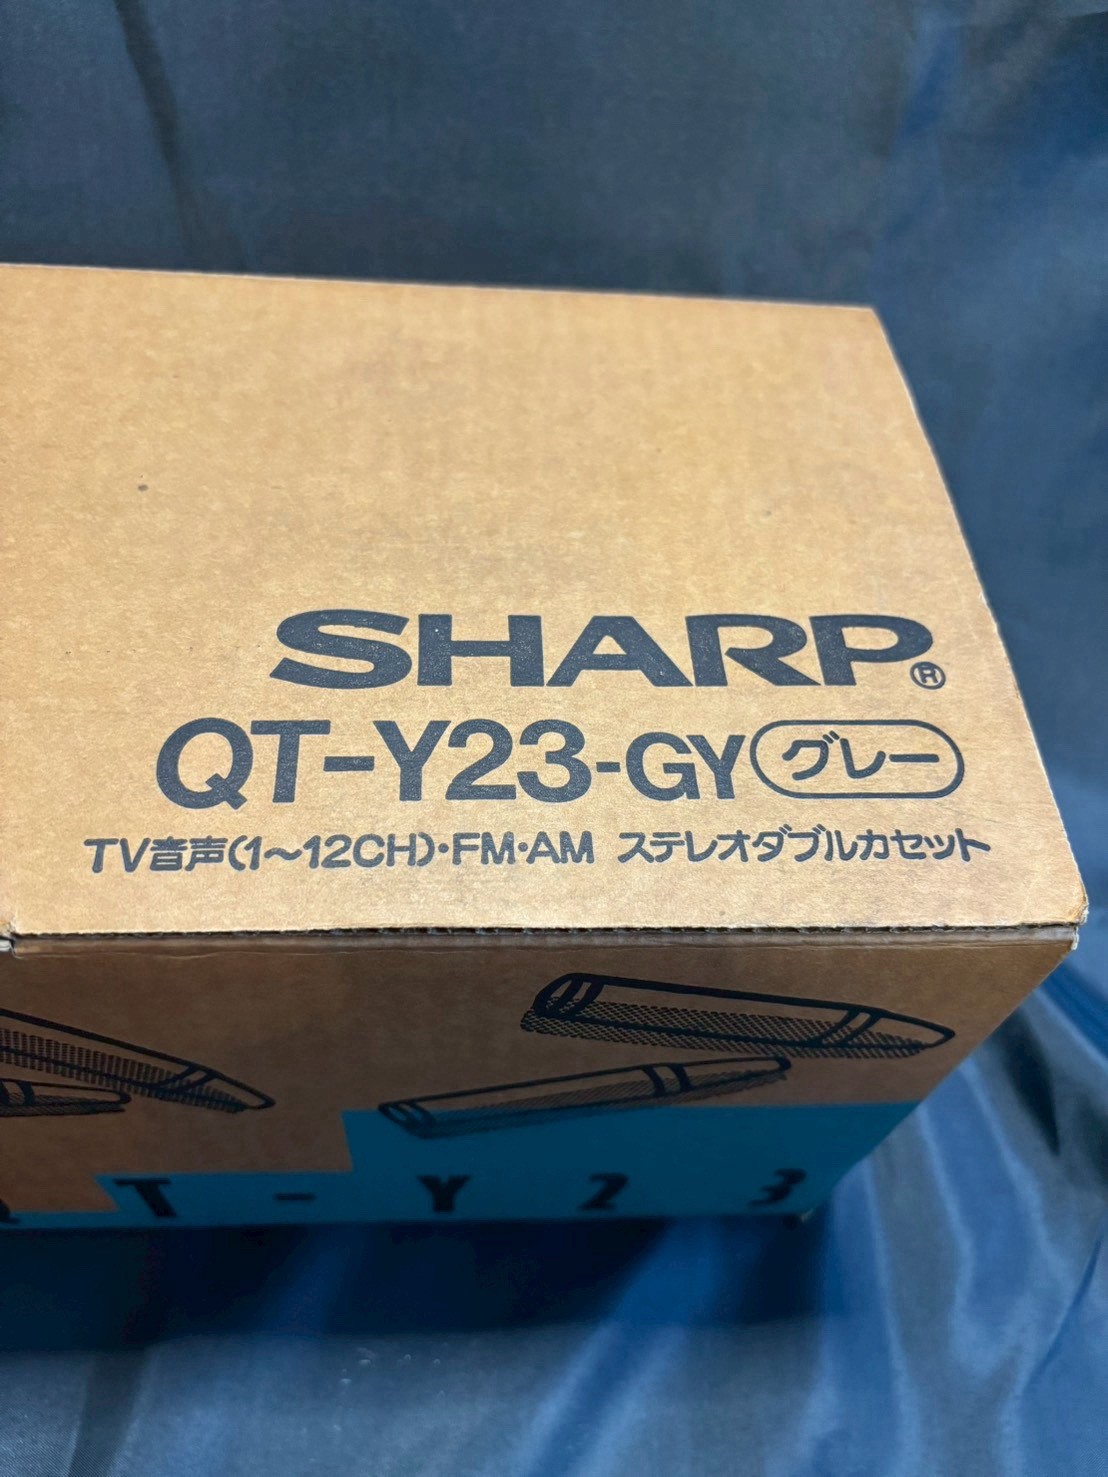 SHARP®
QT-Y23-GY グレー
TV音声(1～12CH)・FM・AM ステレオダブルカセット
T-Y23